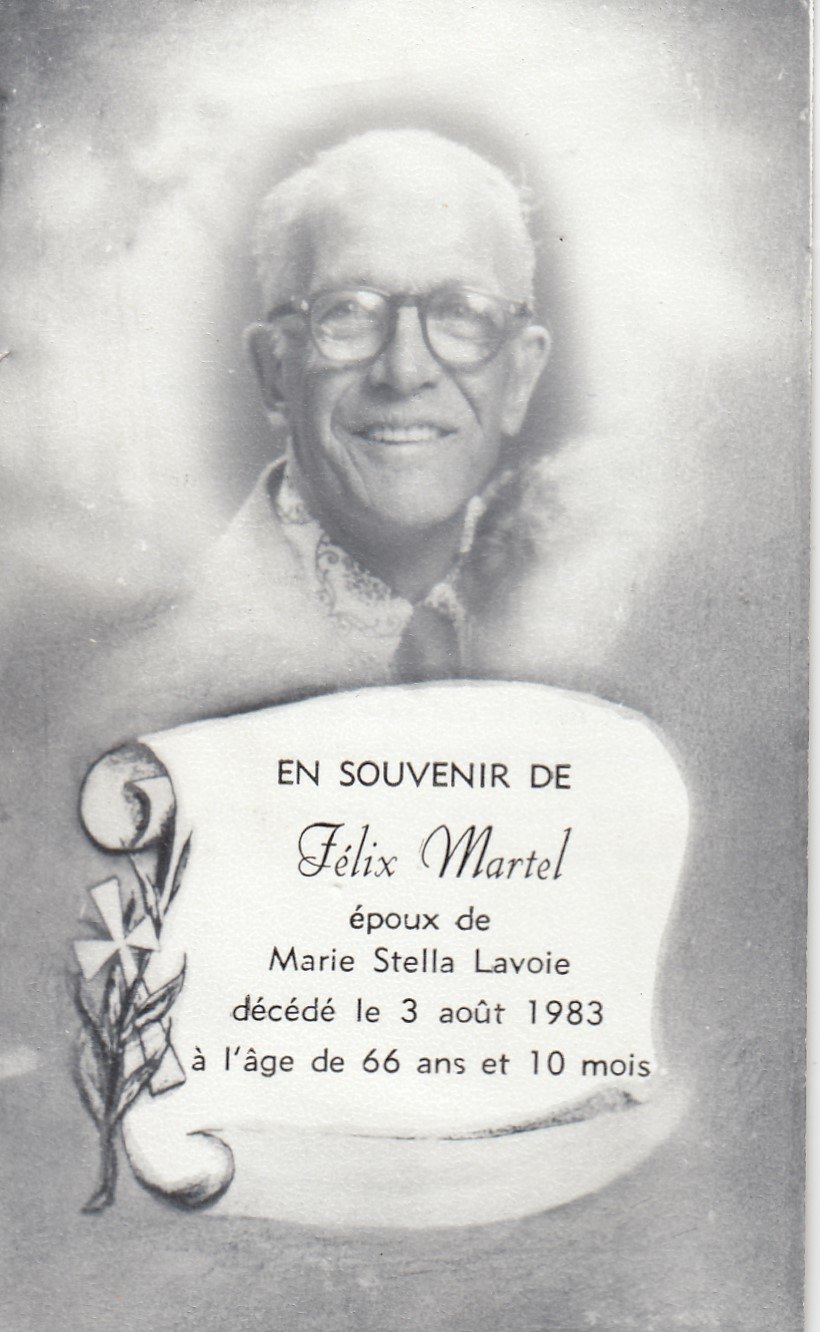 EN SOUVENIR DE
Félix Martel
époux de
Marie Stella Lavoie
décédé le 3 août 1983
à l'âge de 66 ans et 10 mois